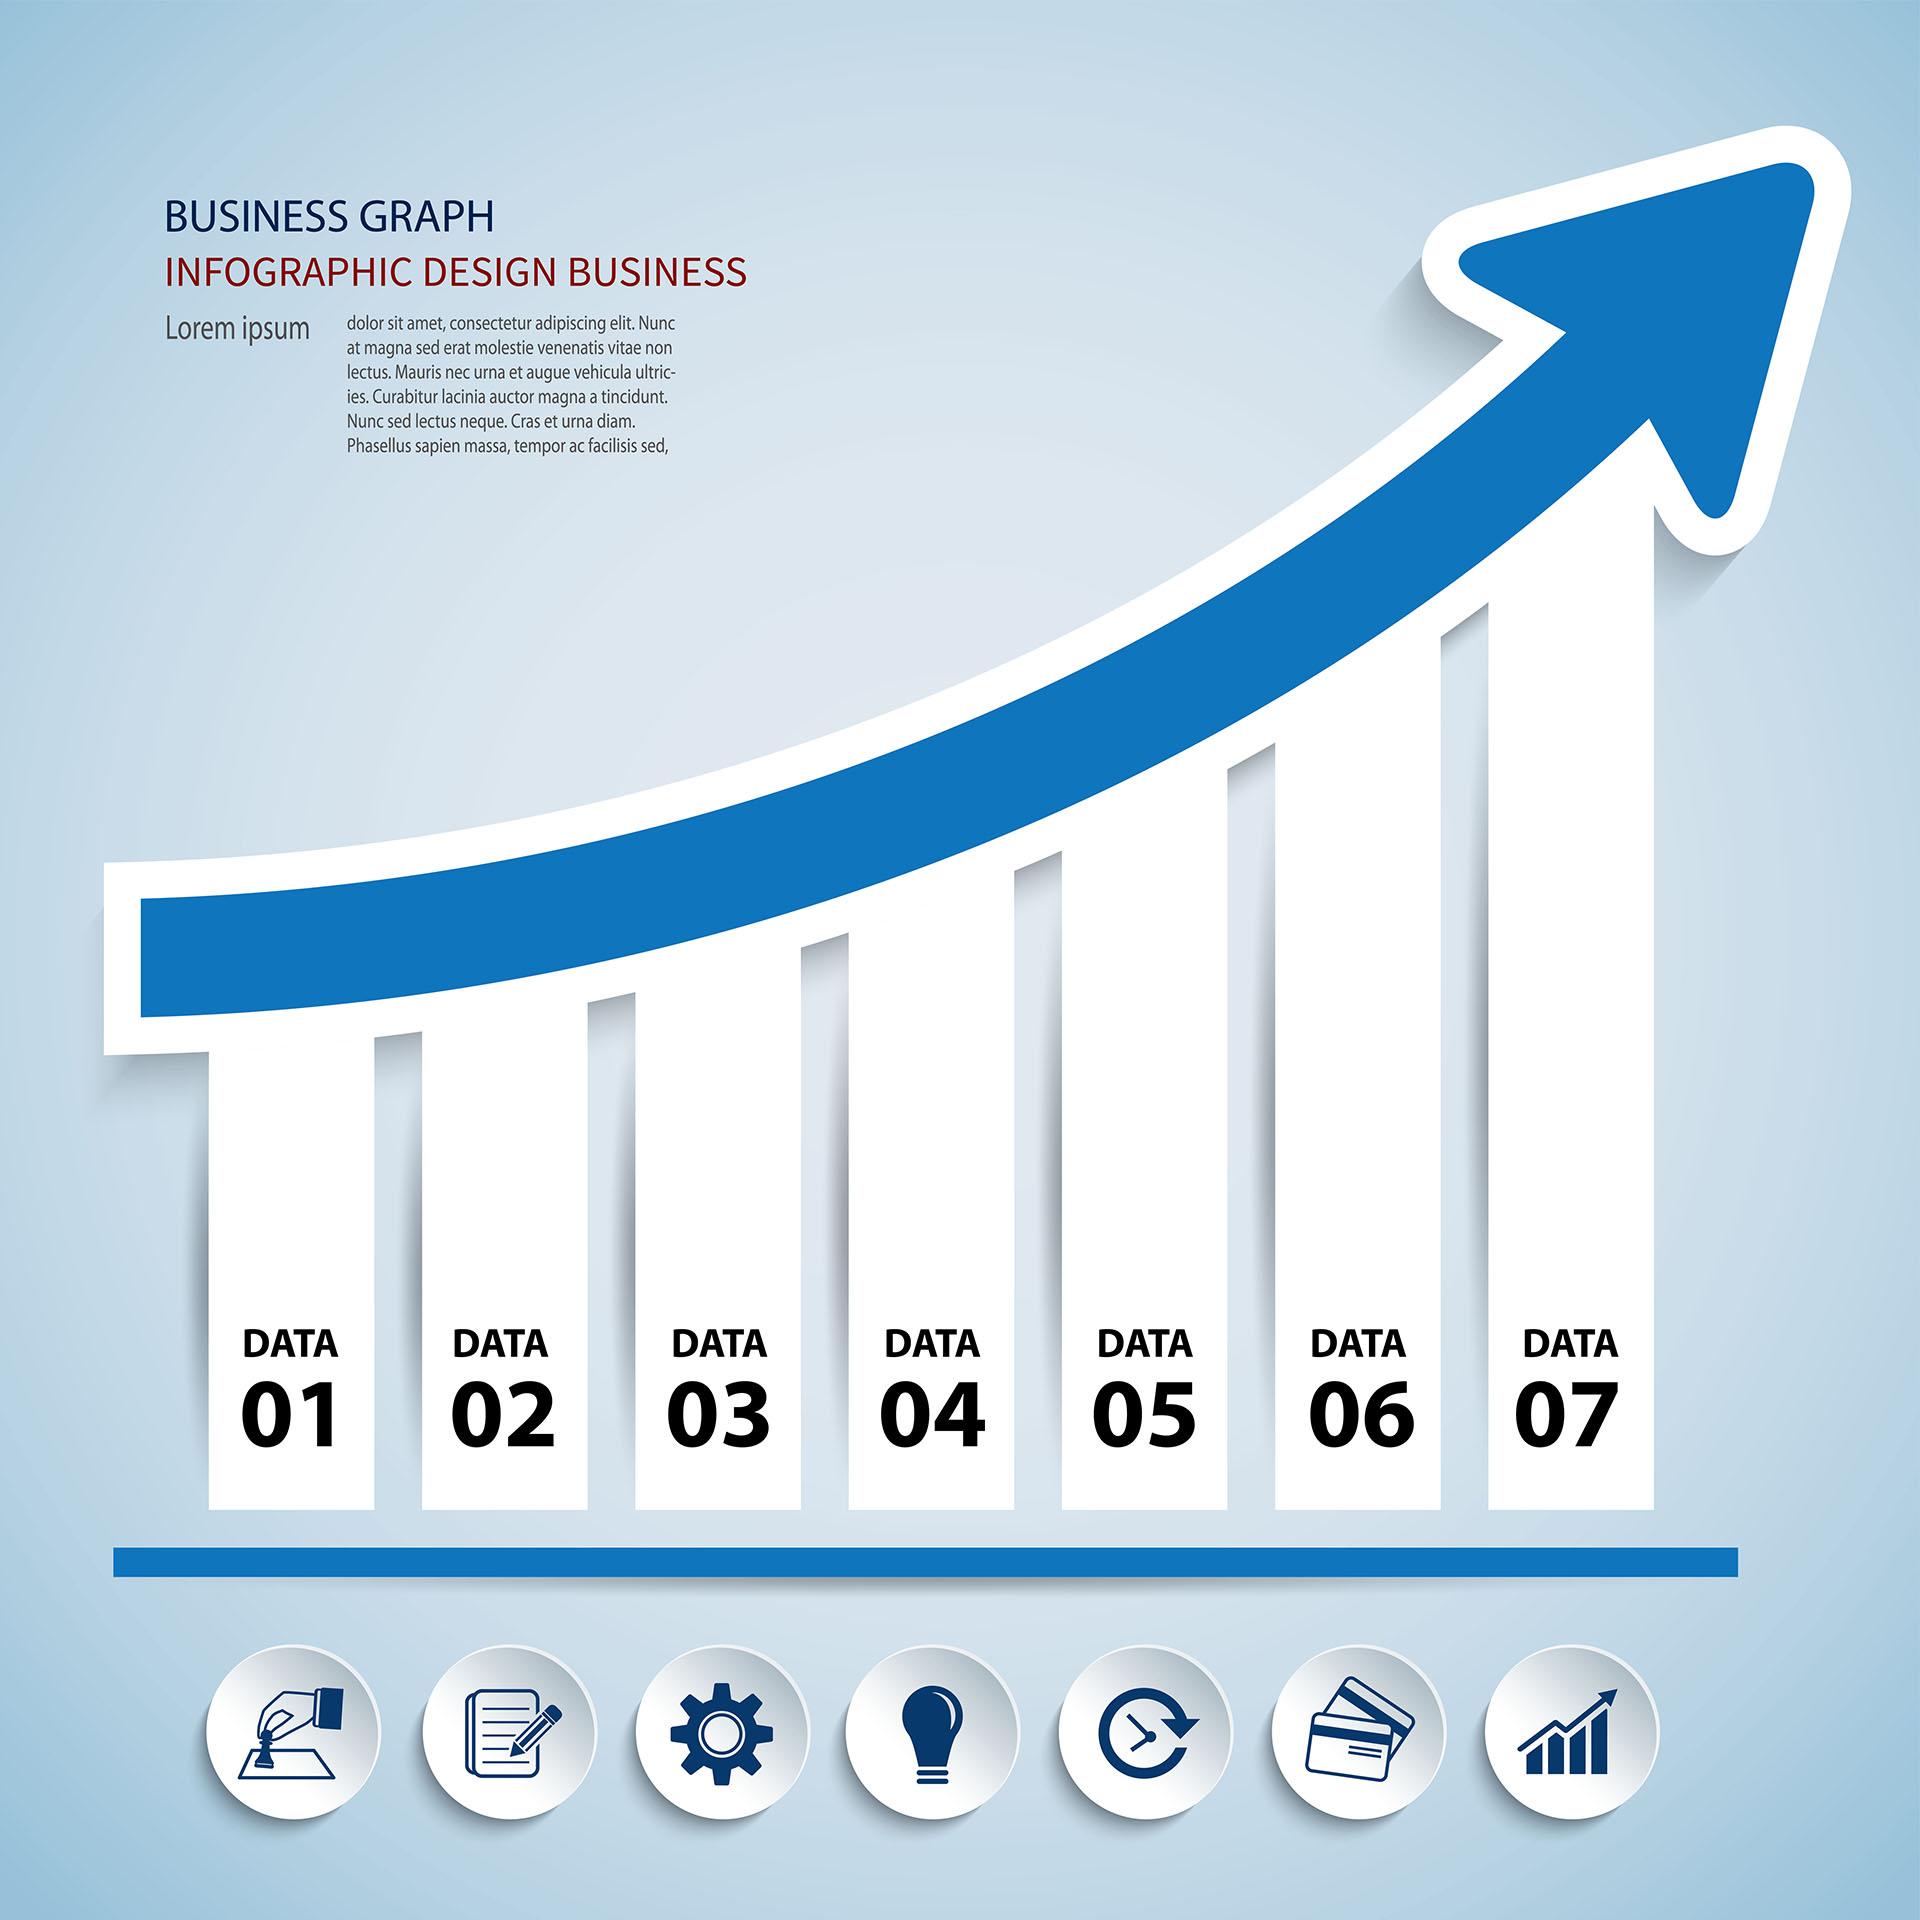 BUSINESS GRAPH
INFOGRAPHIC DESIGN BUSINESS
Lorem ipsum
dolor sit amet, consectetur adipiscing elit. Nunc
at magna sed erat molestie venenatis vitae non
lectus. Mauris nec urna et augue vehicula ultric-
ies. Curabitur lacinia auctor magna a tincidunt.
Nunc sed lectus neque. Cras et urna diam.
Phasellus sapien massa, tempor ac facilisis sed,
DATA
01
DATA
02
DATA
03
DATA
04
DATA
05
DATA
06
DATA
07